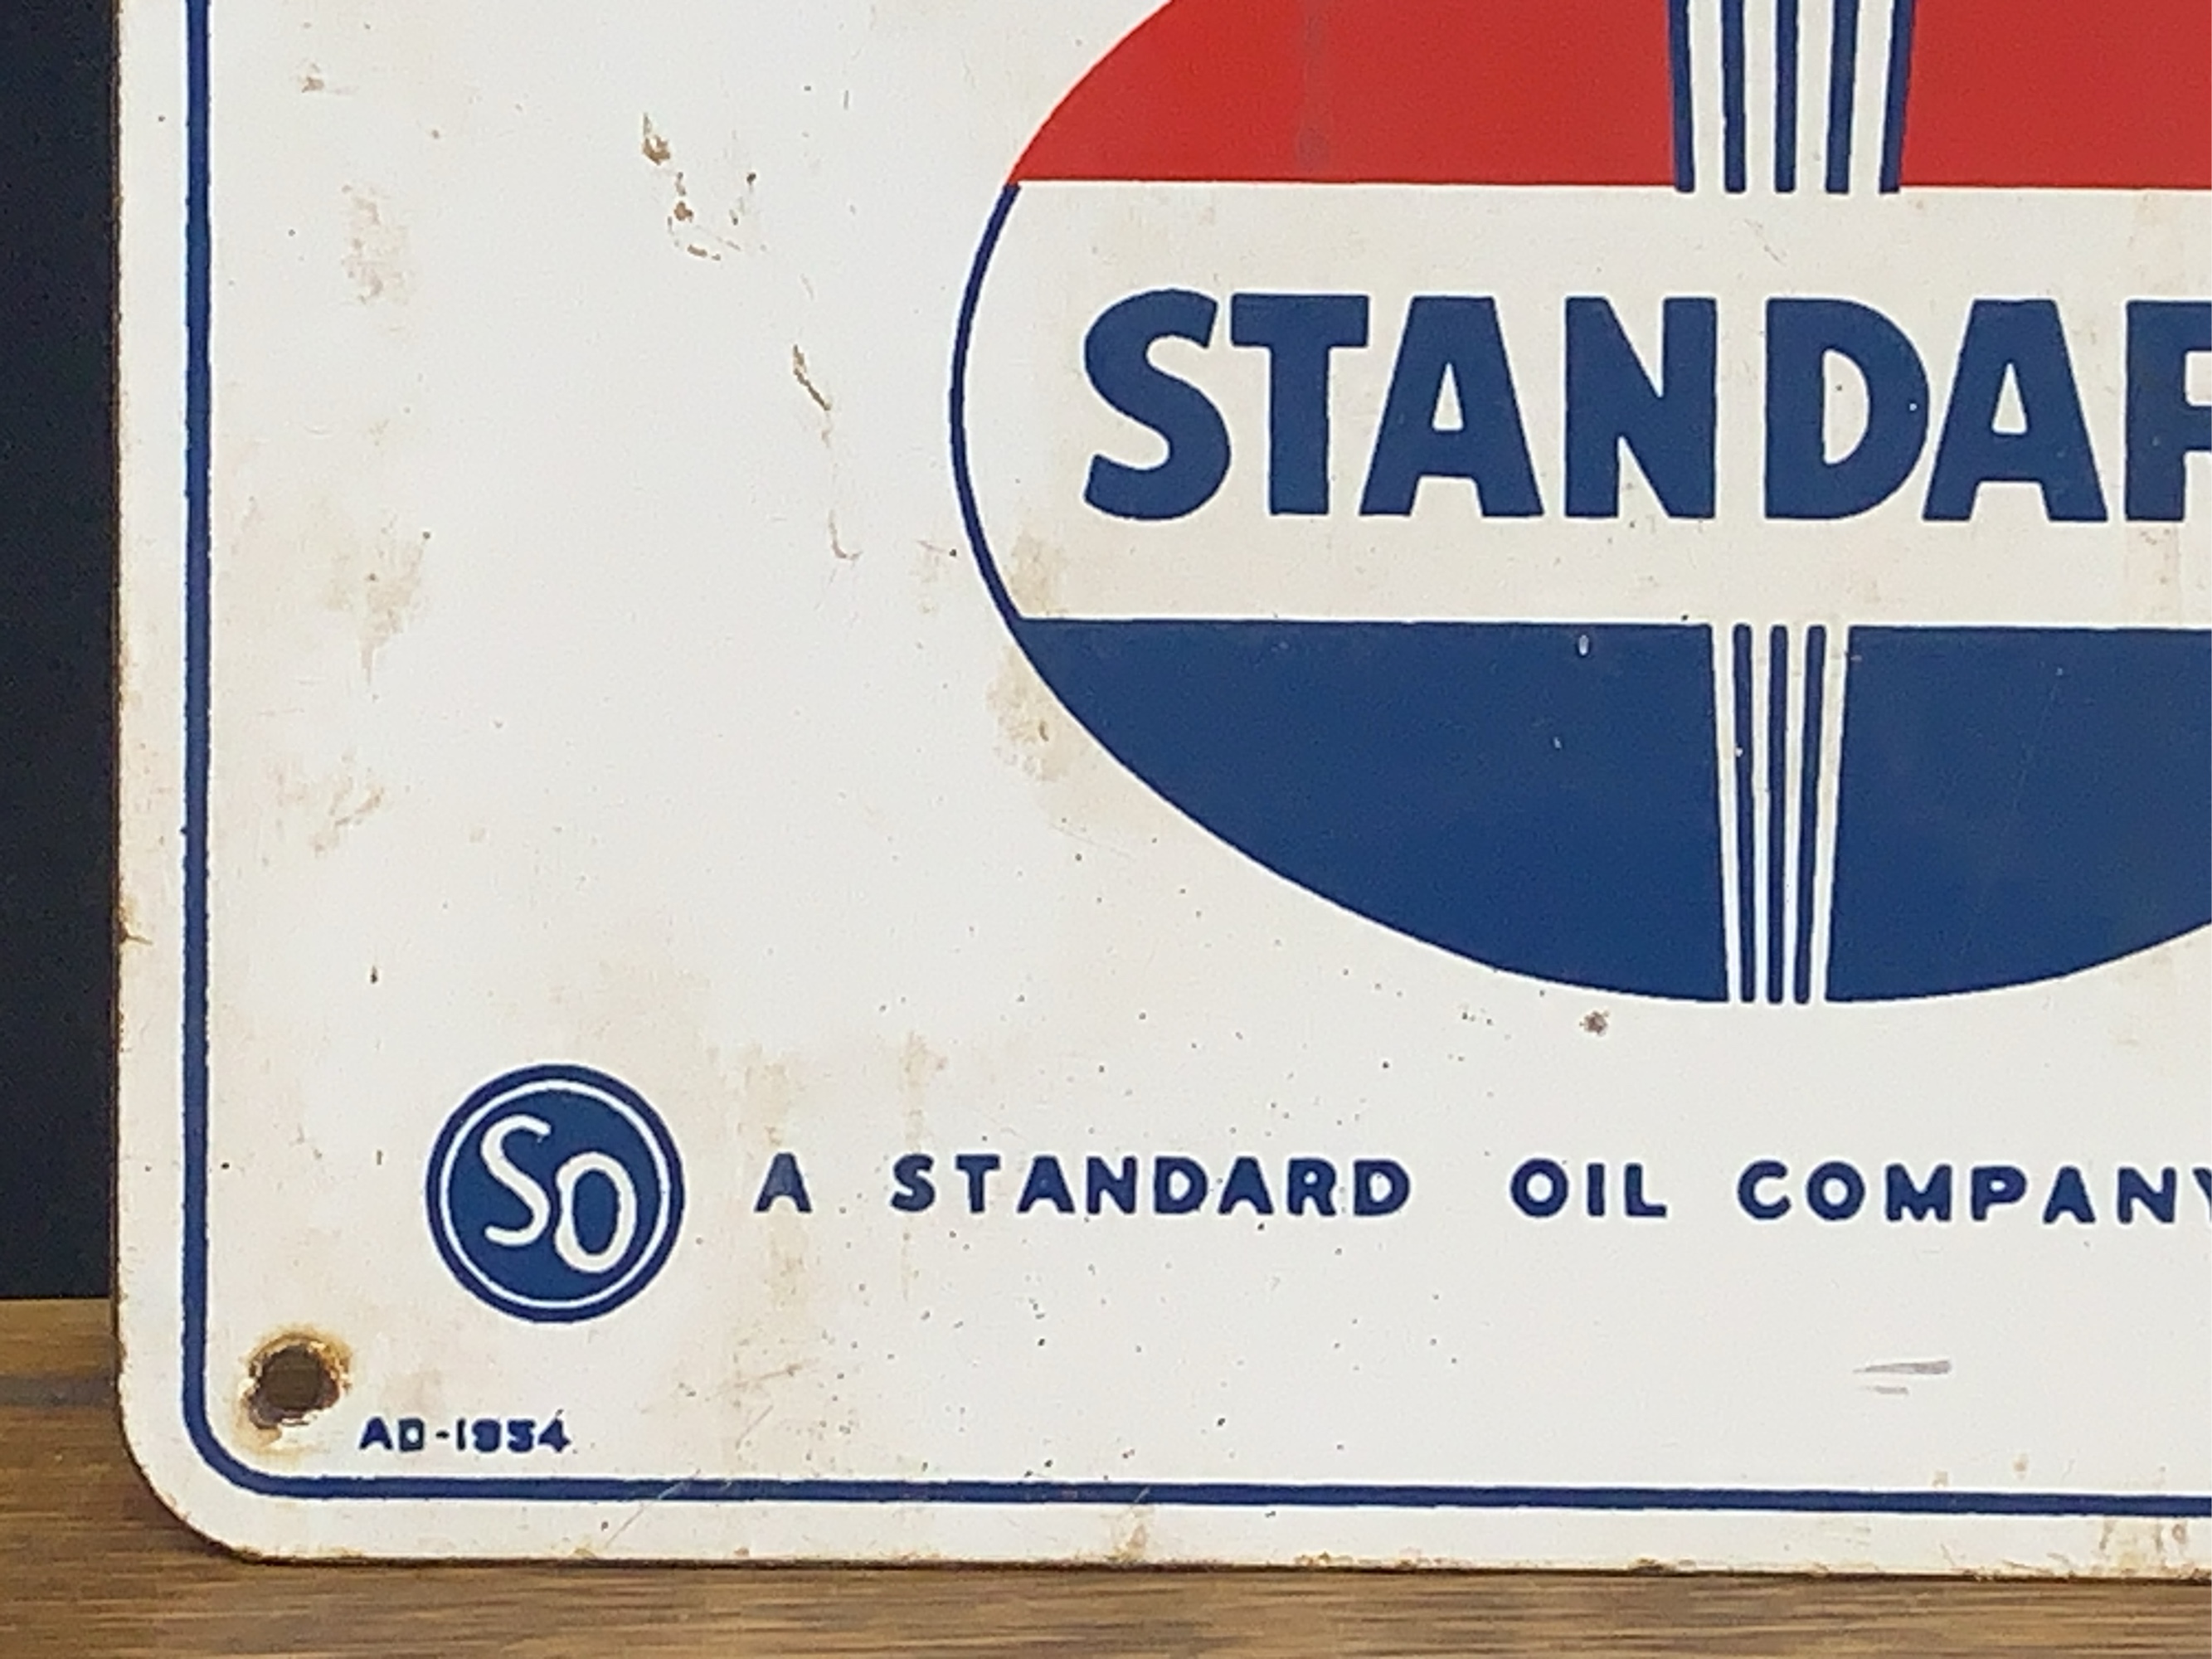 STANDAR
SO A STANDARD OIL COMPANY
AD-1954